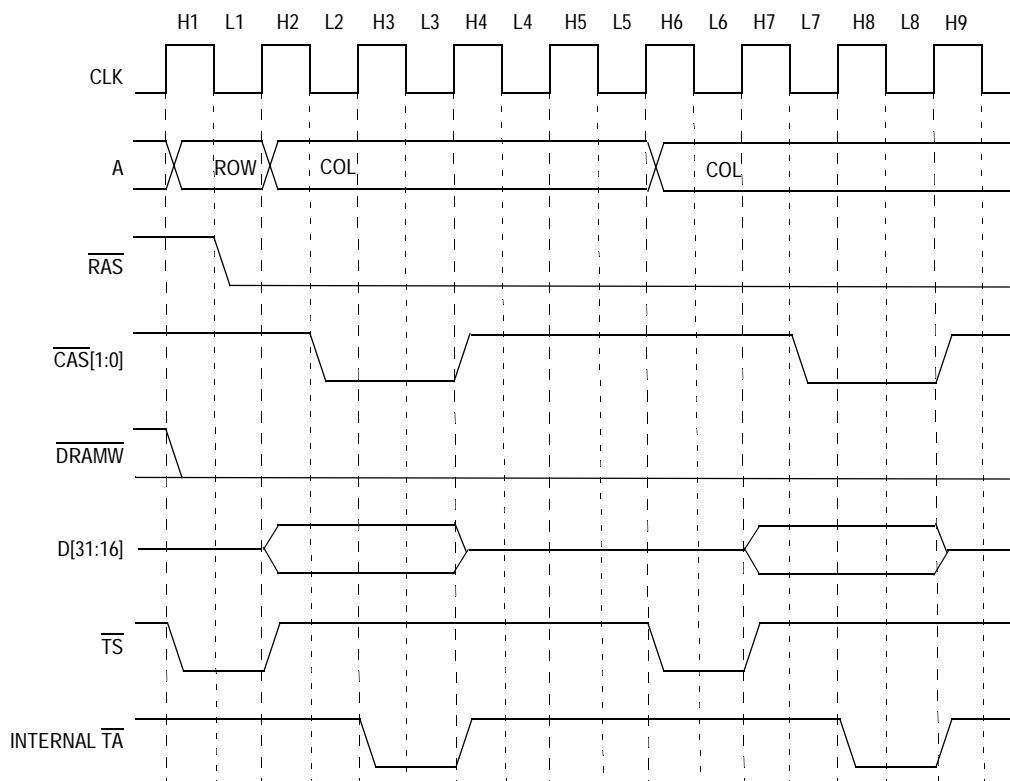 H1 L1 H2 L2 H3 L3 H4 L4 H5 L5 H6 L6 H7 L7 H8 L8 H9
CLK
A ROW COL COL
RAS
CAS[1:0]
DRAMW
D[31:16]
TS
INTERNAL TA